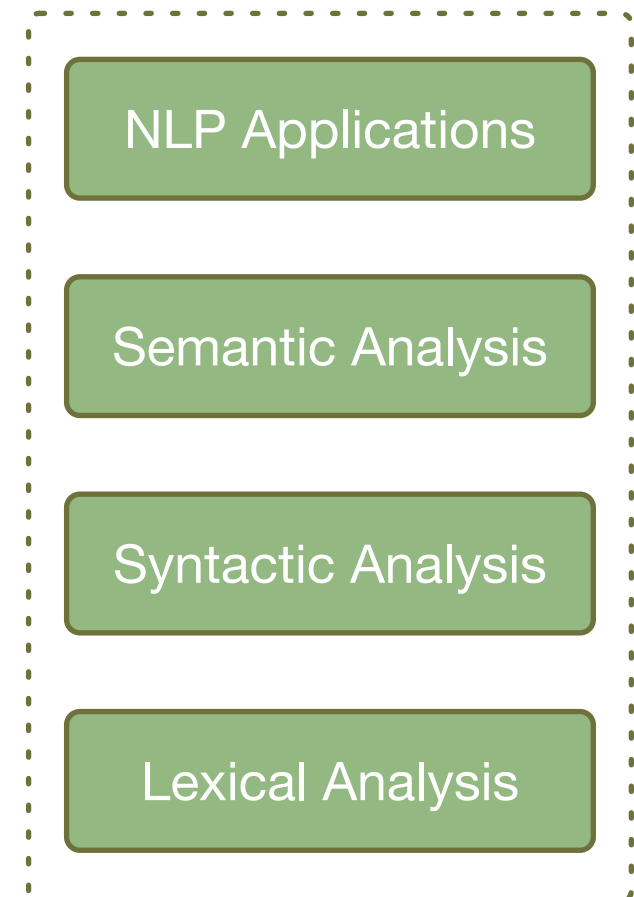 NLP Applications
Semantic Analysis
Syntactic Analysis
Lexical Analysis